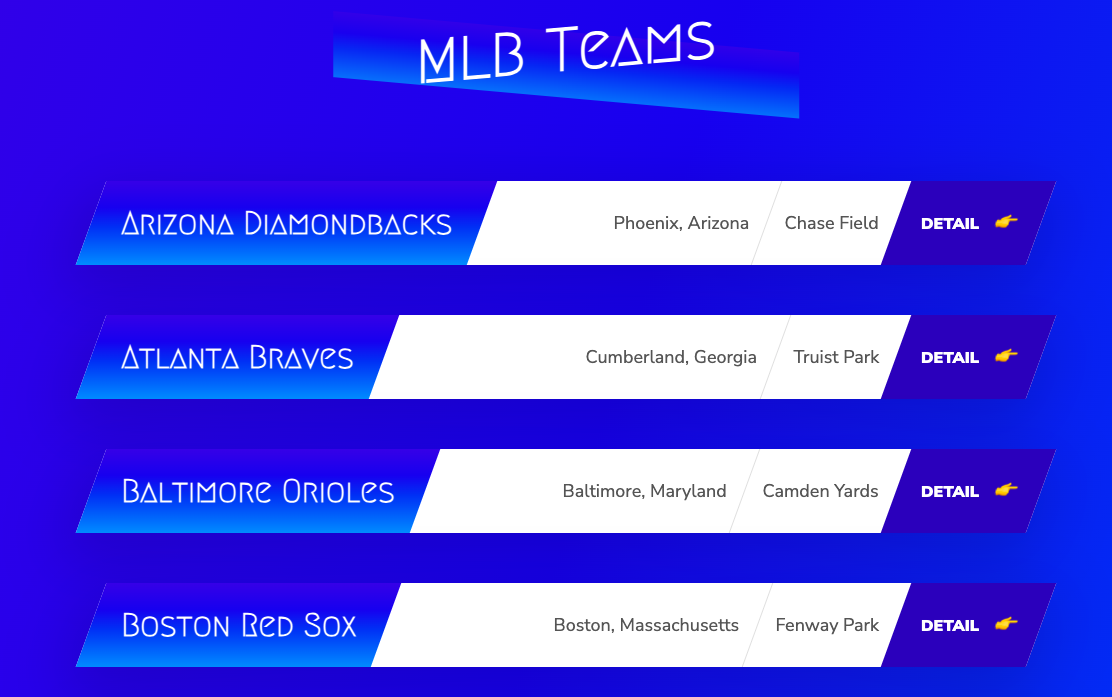 MLB Teams
Arizona Diamondbacks Phoenix, Arizona Chase Field DETAIL 👉
Atlanta Braves Cumberland, Georgia Truist Park DETAIL 👉
Baltimore Orioles Baltimore, Maryland Camden Yards DETAIL 👉
Boston Red Sox Boston, Massachusetts Fenway Park DETAIL 👉